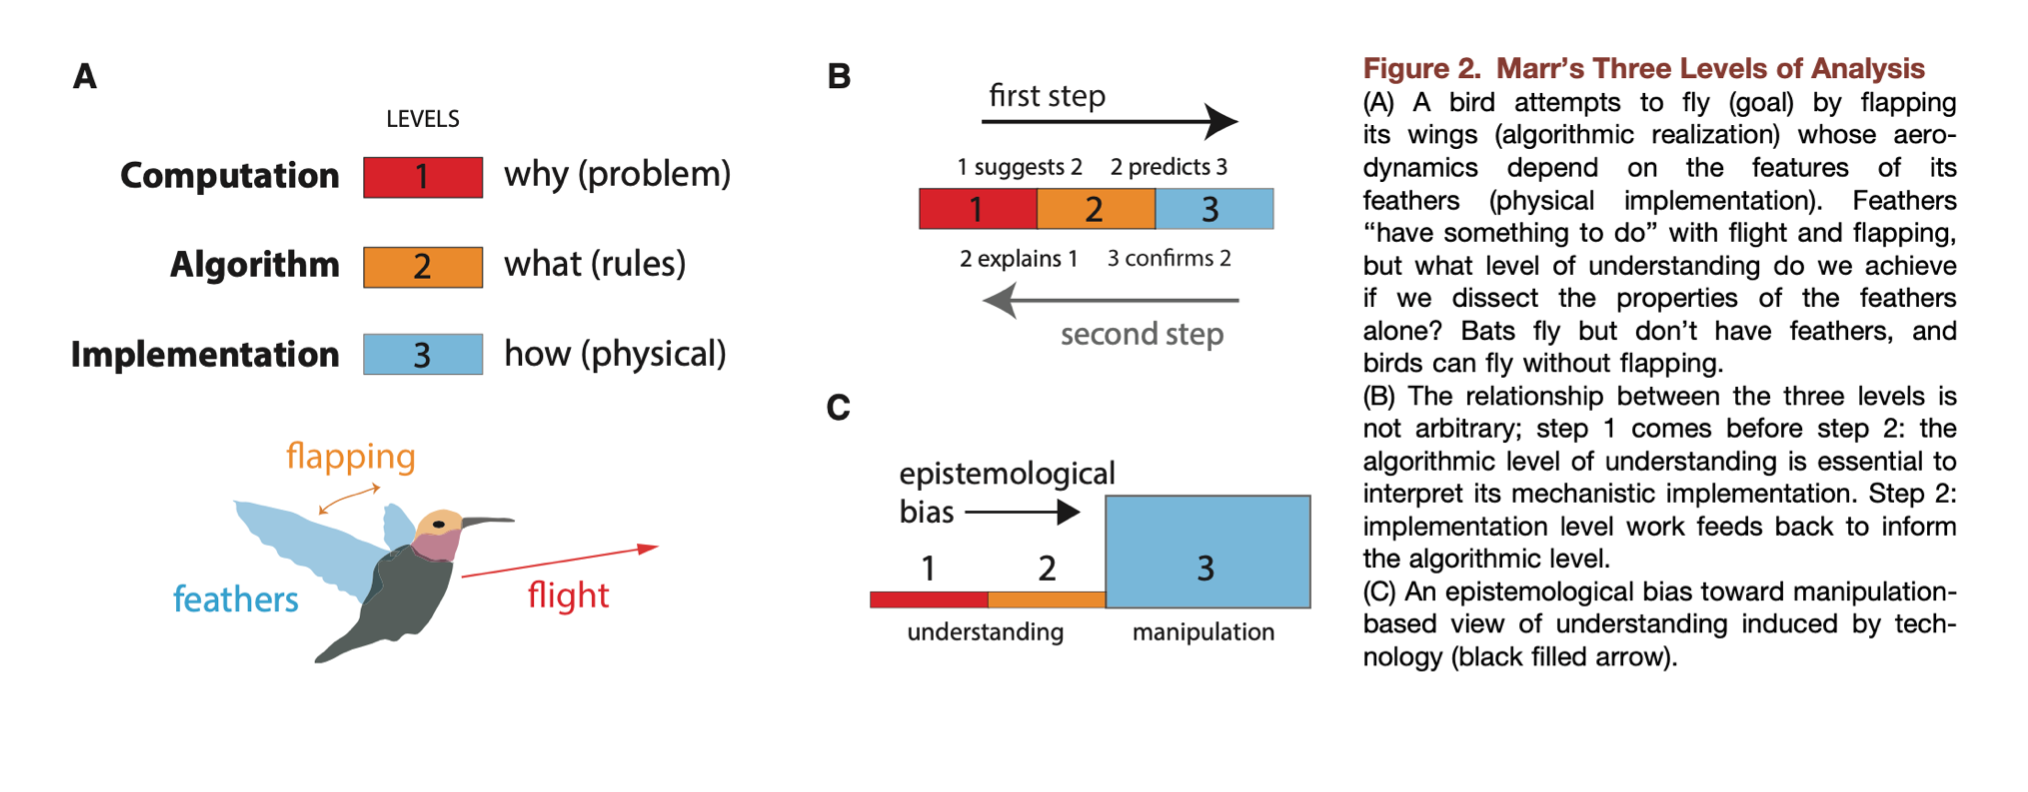 A
LEVELS
Computation 1 why (problem)
Algorithm 2 what (rules)
Implementation 3 how (physical)
flapping
feathers
flight
B
first step
1 suggests 2 2 predicts 3
1 2 3
2 explains 1 3 confirms 2
second step
C
epistemological
bias
1 2 3
understanding manipulation
Figure 2. Marr’s Three Levels of Analysis
(A) A bird attempts to fly (goal) by flapping
its wings (algorithmic realization) whose aero-
dynamics depend on the features of its
feathers (physical implementation). Feathers
“have something to do” with flight and flapping,
but what level of understanding do we achieve
if we dissect the properties of the feathers
alone? Bats fly but don’t have feathers, and
birds can fly without flapping.
(B) The relationship between the three levels is
not arbitrary; step 1 comes before step 2: the
algorithmic level of understanding is essential to
interpret its mechanistic implementation. Step 2:
implementation level work feeds back to inform
the algorithmic level.
(C) An epistemological bias toward manipulation-
based view of understanding induced by tech-
nology (black filled arrow).